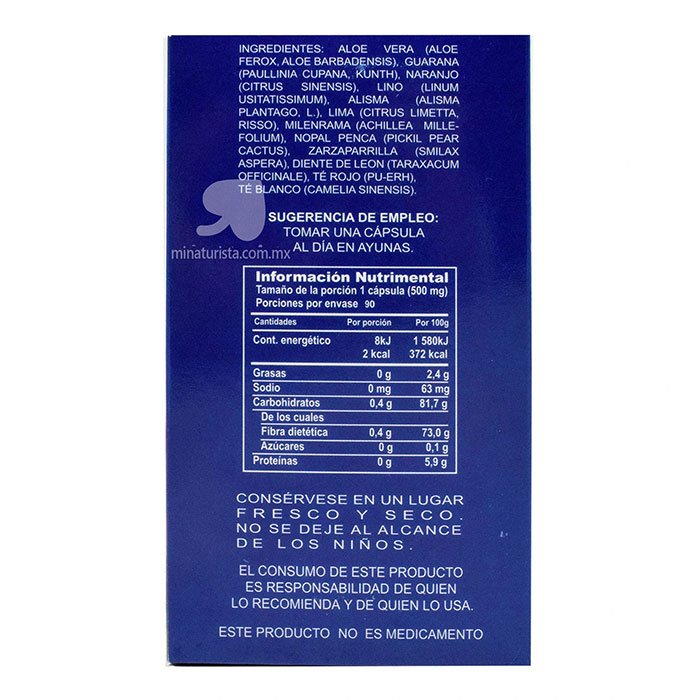 INGREDIENTES: ALOE VERA (ALOE
FEROX, ALOE BARBADENSIS), GUARANA
(PAULLINIA CUPANA, KUNTH), NARANJO
(CITRUS SINENSIS), LINO (LINUM
USITATISSIMUM), ALISMA (ALISMA
PLANTAGO, L.), LIMA (CITRUS LIMETTA,
RISSO), MILENRAMA (ACHILLEA MILLE-
FOLIUM), NOPAL PENCA (PICKIL PEAR
CACTUS), ZARZAPARRILLA (SMILAX
ASPERA), DIENTE DE LEON (TARAXACUM
OFFICINALE), TÉ ROJO (PU-ERH),
TÉ BLANCO (CAMELIA SINENSIS).
SUGERENCIA DE EMPLEO:
TOMAR UNA CÁPSULA
AL DÍA EN AYUNAS.
minaturista.com.mx
Información Nutrimental
Tamaño de la porción 1 cápsula (500 mg)
Porciones por envase 90
Cantidades Por porción Por 100g
Cont. energético 8kJ 1 580kJ
2 kcal 372 kcal
Grasas 0 g 2,4 g
Sodio 0 mg 63 mg
Carbohidratos 0,4 g 81,7 g
De los cuales
Fibra dietética 0,4 g 73,0 g
Azúcares 0 g 0,1 g
Proteínas 0 g 5,9 g
CONSÉRVESE EN UN LUGAR
FRESCO Y SECO.
NO SE DEJE AL ALCANCE
DE LOS NIÑOS.
EL CONSUMO DE ESTE PRODUCTO
ES RESPONSABILIDAD DE QUIEN
LO RECOMIENDA Y DE QUIEN LO USA.
ESTE PRODUCTO NO ES MEDICAMENTO